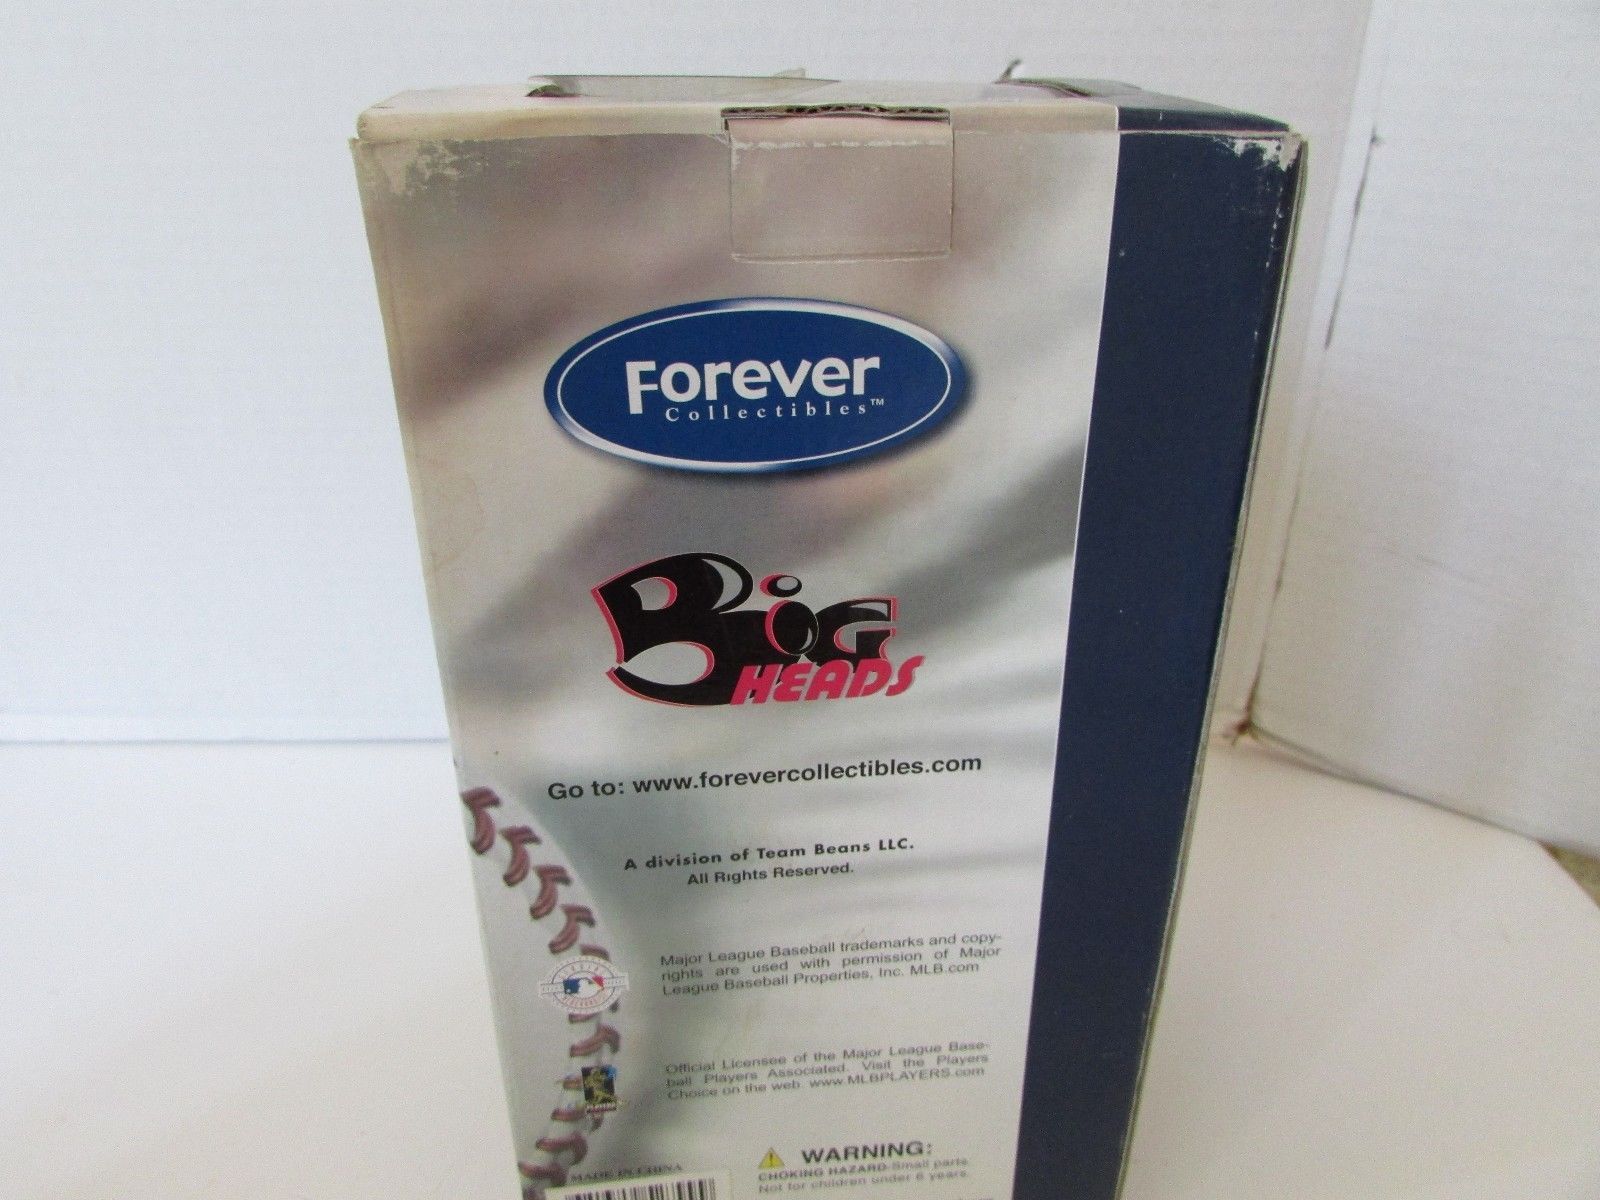 Forever
Collectibles™
BiG
HEADS
Go to: www.forevercollectibles.com
A division of Team Beans LLC.
All Rights Reserved.
Major League Baseball trademarks and copy-
rights are used with permission of Major
League Baseball Properties, Inc. MLB.com
Official Licensee of the Major League Base-
ball Players Associated. Visit the Players
Choice on the web. www.MLBPLAYERS.com
WARNING:
CHOKING HAZARD-Small parts.
Not for children under 6 years.
MADE IN CHINA